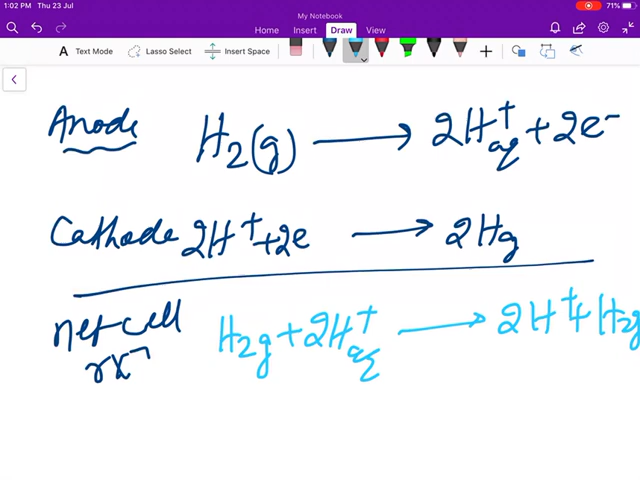 1:02 PM Thu 23 Jul 71%
My Notebook
Home Insert Draw View
A Text Mode Lasso Select Insert Space
Anode H2(g) → 2H+aq + 2e-
Cathode 2H+ + 2e → 2Hg
Net cell H2g + 2H+aq → 2H+ + H2g
rxn